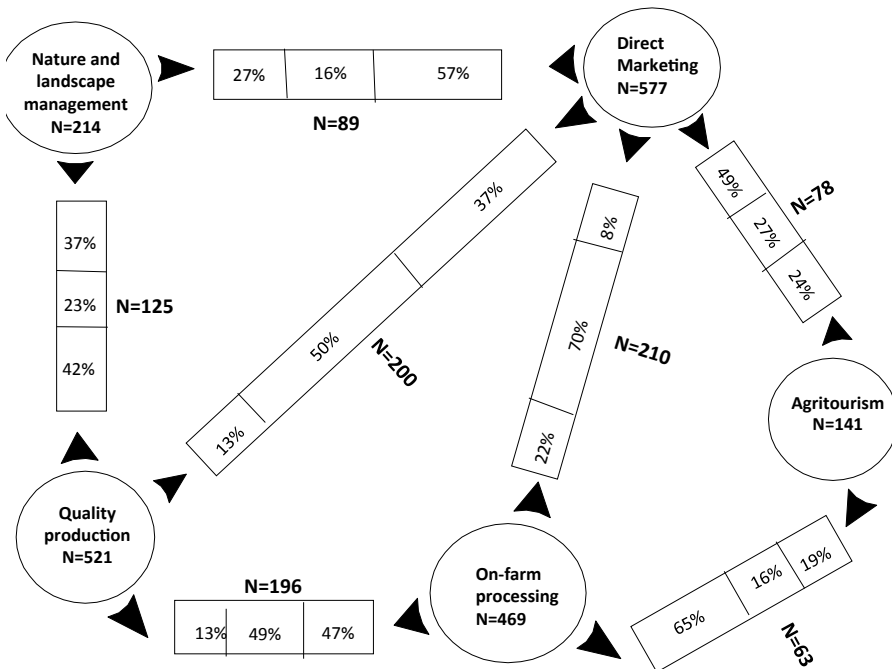 Nature and
landscape
management
N=214
27% 16% 57%
N=89
Direct
Marketing
N=577
37%
23%
42%
N=125
37%
50%
13%
N=200
8%
70%
22%
N=210
49%
27%
24%
N=78
Agritourism
N=141
Quality
production
N=521
N=196
13% 49% 47%
On-farm
processing
N=469
65% 16% 19%
N=63